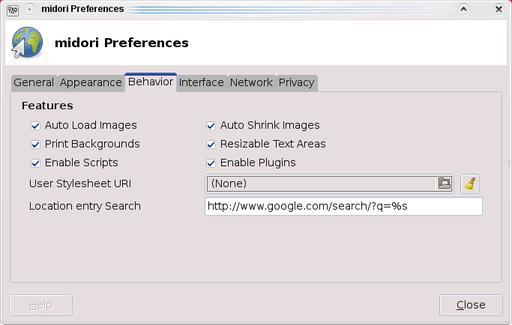 midori Preferences
midori Preferences
General Appearance Behavior Interface Network Privacy
Features
Auto Load Images Auto Shrink Images
Print Backgrounds Resizable Text Areas
Enable Scripts Enable Plugins
User Stylesheet URI (None)
Location entry Search http://www.google.com/search/?q=%s
Help Close